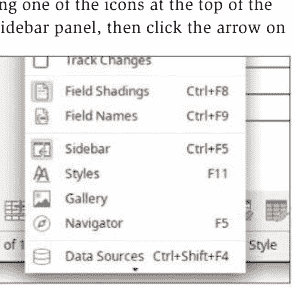 ng one of the icons at the top of the
sidebar panel, then click the arrow on
Track Changes
Field Shadings Ctrl+F8
Field Names Ctrl+F9
Sidebar Ctrl+F5
Styles F11
Gallery
Navigator F5
of 1 Style
Data Sources Ctrl+Shift+F4